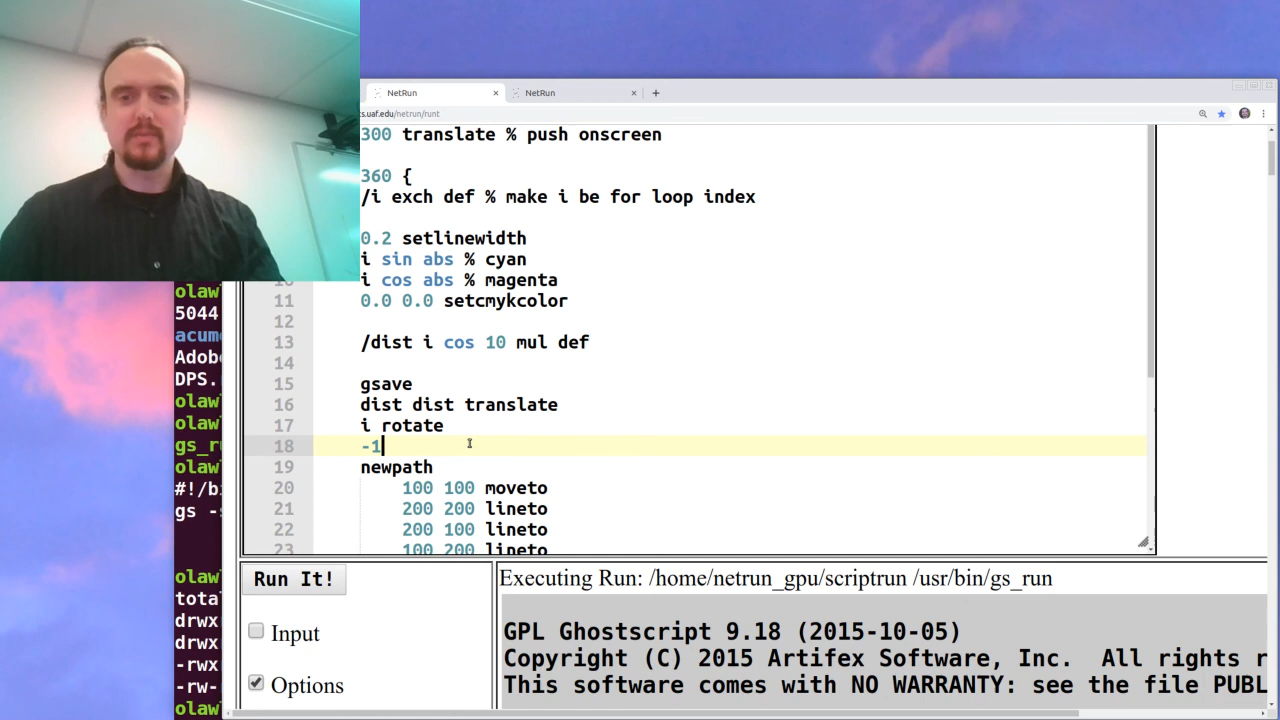 NetRun
NetRun
s.uaf.edu/netrun/runt
300 translate % push onscreen
360 {
/i exch def % make i be for loop index
0.2 setlinewidth
i sin abs % cyan
i cos abs % magenta
11 0.0 0.0 setcmykcolor
12
13 /dist i cos 10 mul def
14
15 gsave
16 dist dist translate
17 i rotate
18 -1
19 newpath
20 100 100 moveto
21 200 200 lineto
22 200 100 lineto
23 100 200 lineto
olaw
5044
acum
Adob
DPS.
olaw
olaw
gs_r
olaw
#!/bi
gs -s
olaw
tota
drwx
drwx
-rwx
-rw-
olaw
Run It!
Input
Options
Executing Run: /home/netrun_gpu/scriptrun /usr/bin/gs_run
GPL Ghostscript 9.18 (2015-10-05)
Copyright (C) 2015 Artifex Software, Inc. All rights r
This software comes with NO WARRANTY: see the file PUBL